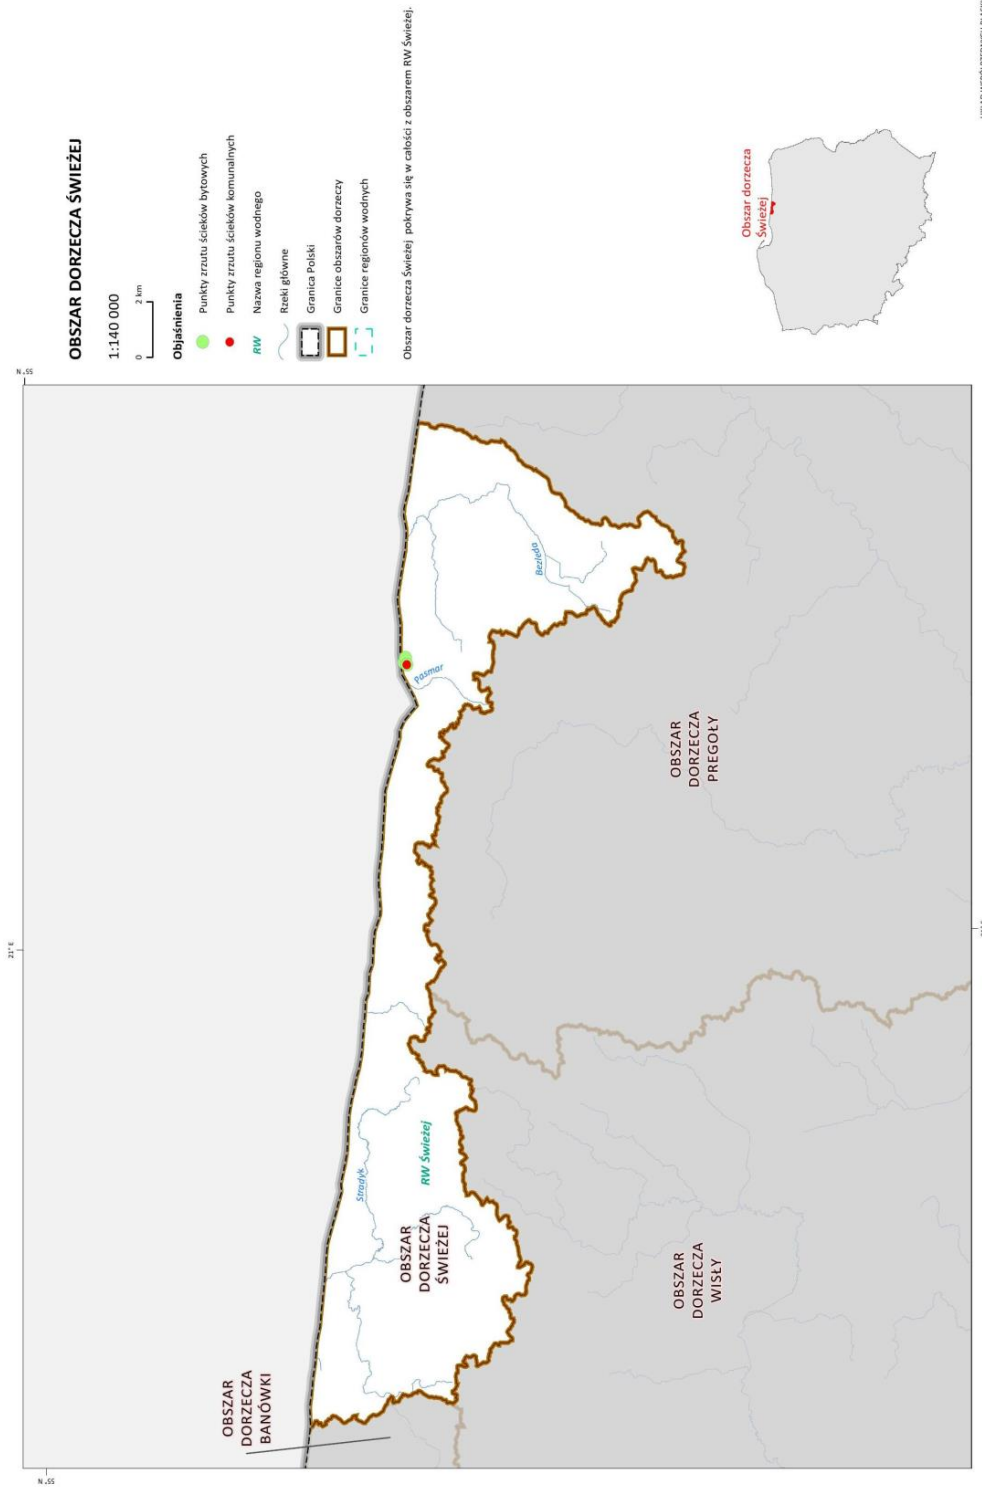 OBSZAR DORZECZA ŚWIEŻEJ
1:140 000
0 2 km
Objaśnienia
Punkty zrzutu ścieków bytowych
Punkty zrzutu ścieków komunalnych
RW Nazwa regionu wodnego
Rzeki główne
Granica Polski
Granice obszarów dorzeczy
Granice regionów wodnych
Obszar dorzecza Świeżej pokrywa się w całości z obszarem RW Świeżej.
Obszar dorzecza
Świeżej
21° E
OBSZAR
DORZECZA
BANÓWKI
Stradyk
RW Świeżej
OBSZAR
DORZECZA
ŚWIEŻEJ
Pasmar
Bezleda
OBSZAR
DORZECZA
WISŁY
OBSZAR
DORZECZA
PREGOŁY